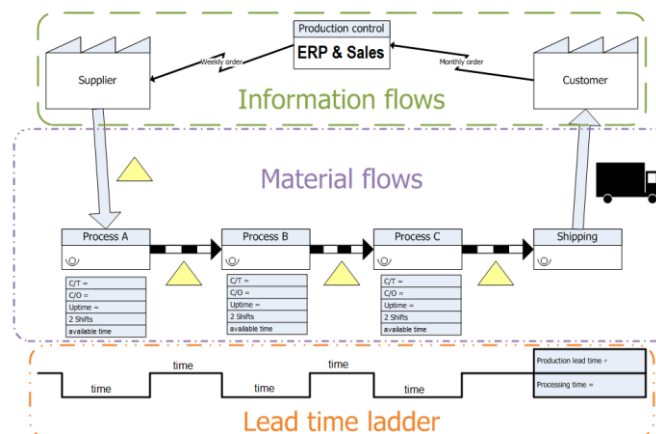 Production control
ERP & Sales
Weekly order
Monthly order
Supplier
Customer
Information flows
Material flows
Process A
Process B
Process C
Shipping
C/T =
C/O =
Uptime =
2 Shifts
available time
C/T =
C/O =
Uptime =
2 Shifts
available time
C/T =
C/O =
Uptime =
2 Shifts
available time
time
time
time
time
time
time
Production lead time =
Processing time =
Lead time ladder